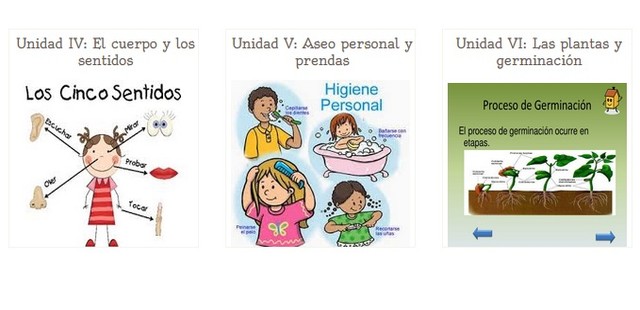 Unidad IV: El cuerpo y los
sentidos
Los Cinco Sentidos
Escuchar
Mirar
Probar
Oler
Tocar
Unidad V: Aseo personal y
prendas
Higiene
Personal
Cepillarse
los dientes
Bañarse con
frecuencia
Peinarse
el pelo
Recortarse
las uñas
Unidad VI: Las plantas y
germinación
Proceso de Germinación
El proceso de germinación ocurre en
etapas.